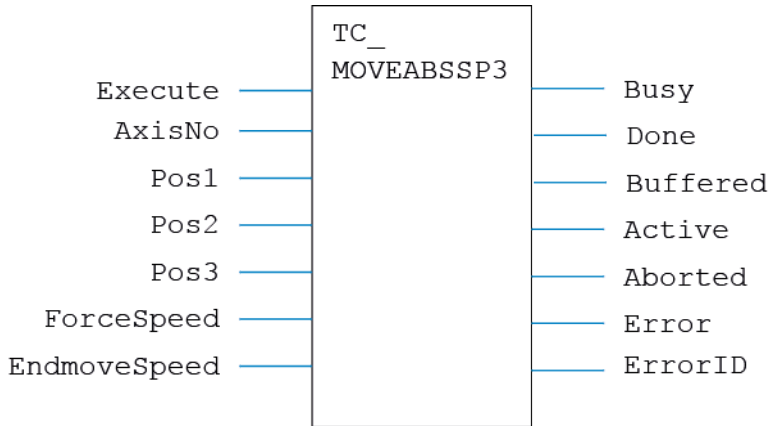 TC_
MOVEABSSP3
Execute
AxisNo
Pos1
Pos2
Pos3
ForceSpeed
EndmoveSpeed
Busy
Done
Buffered
Active
Aborted
Error
ErrorID